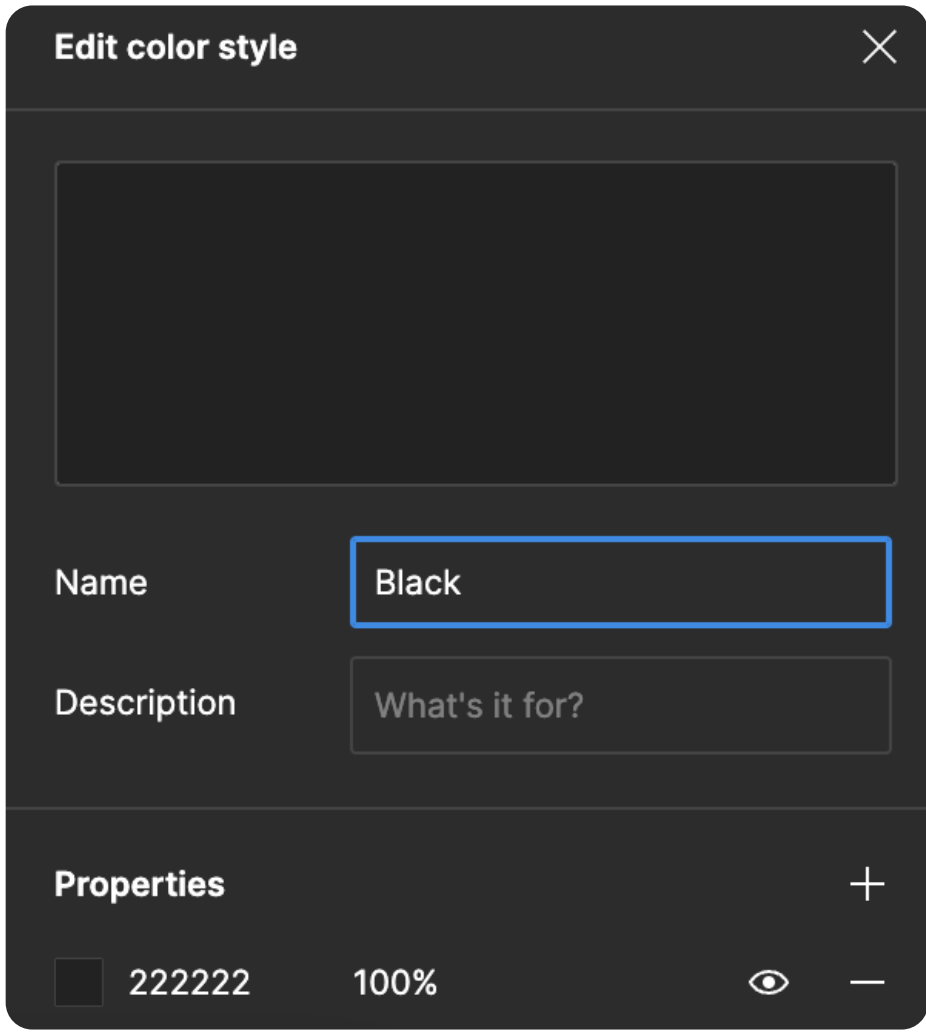 Edit color style
Name
Black
Description
What's it for?
Properties
222222 100%